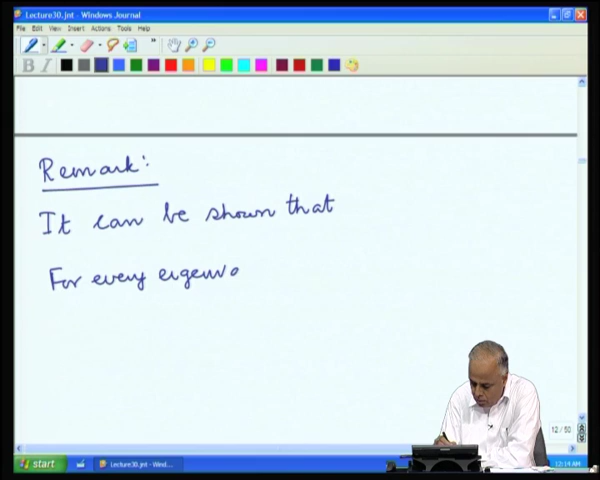 Lecture30.jnt - Windows Journal
File Edit View Insert Actions Tools Help
B I
Remark:
It can be shown that
For every eigenva
12 / 50
start
Lecture30.jnt - Wind...
12:14 AM